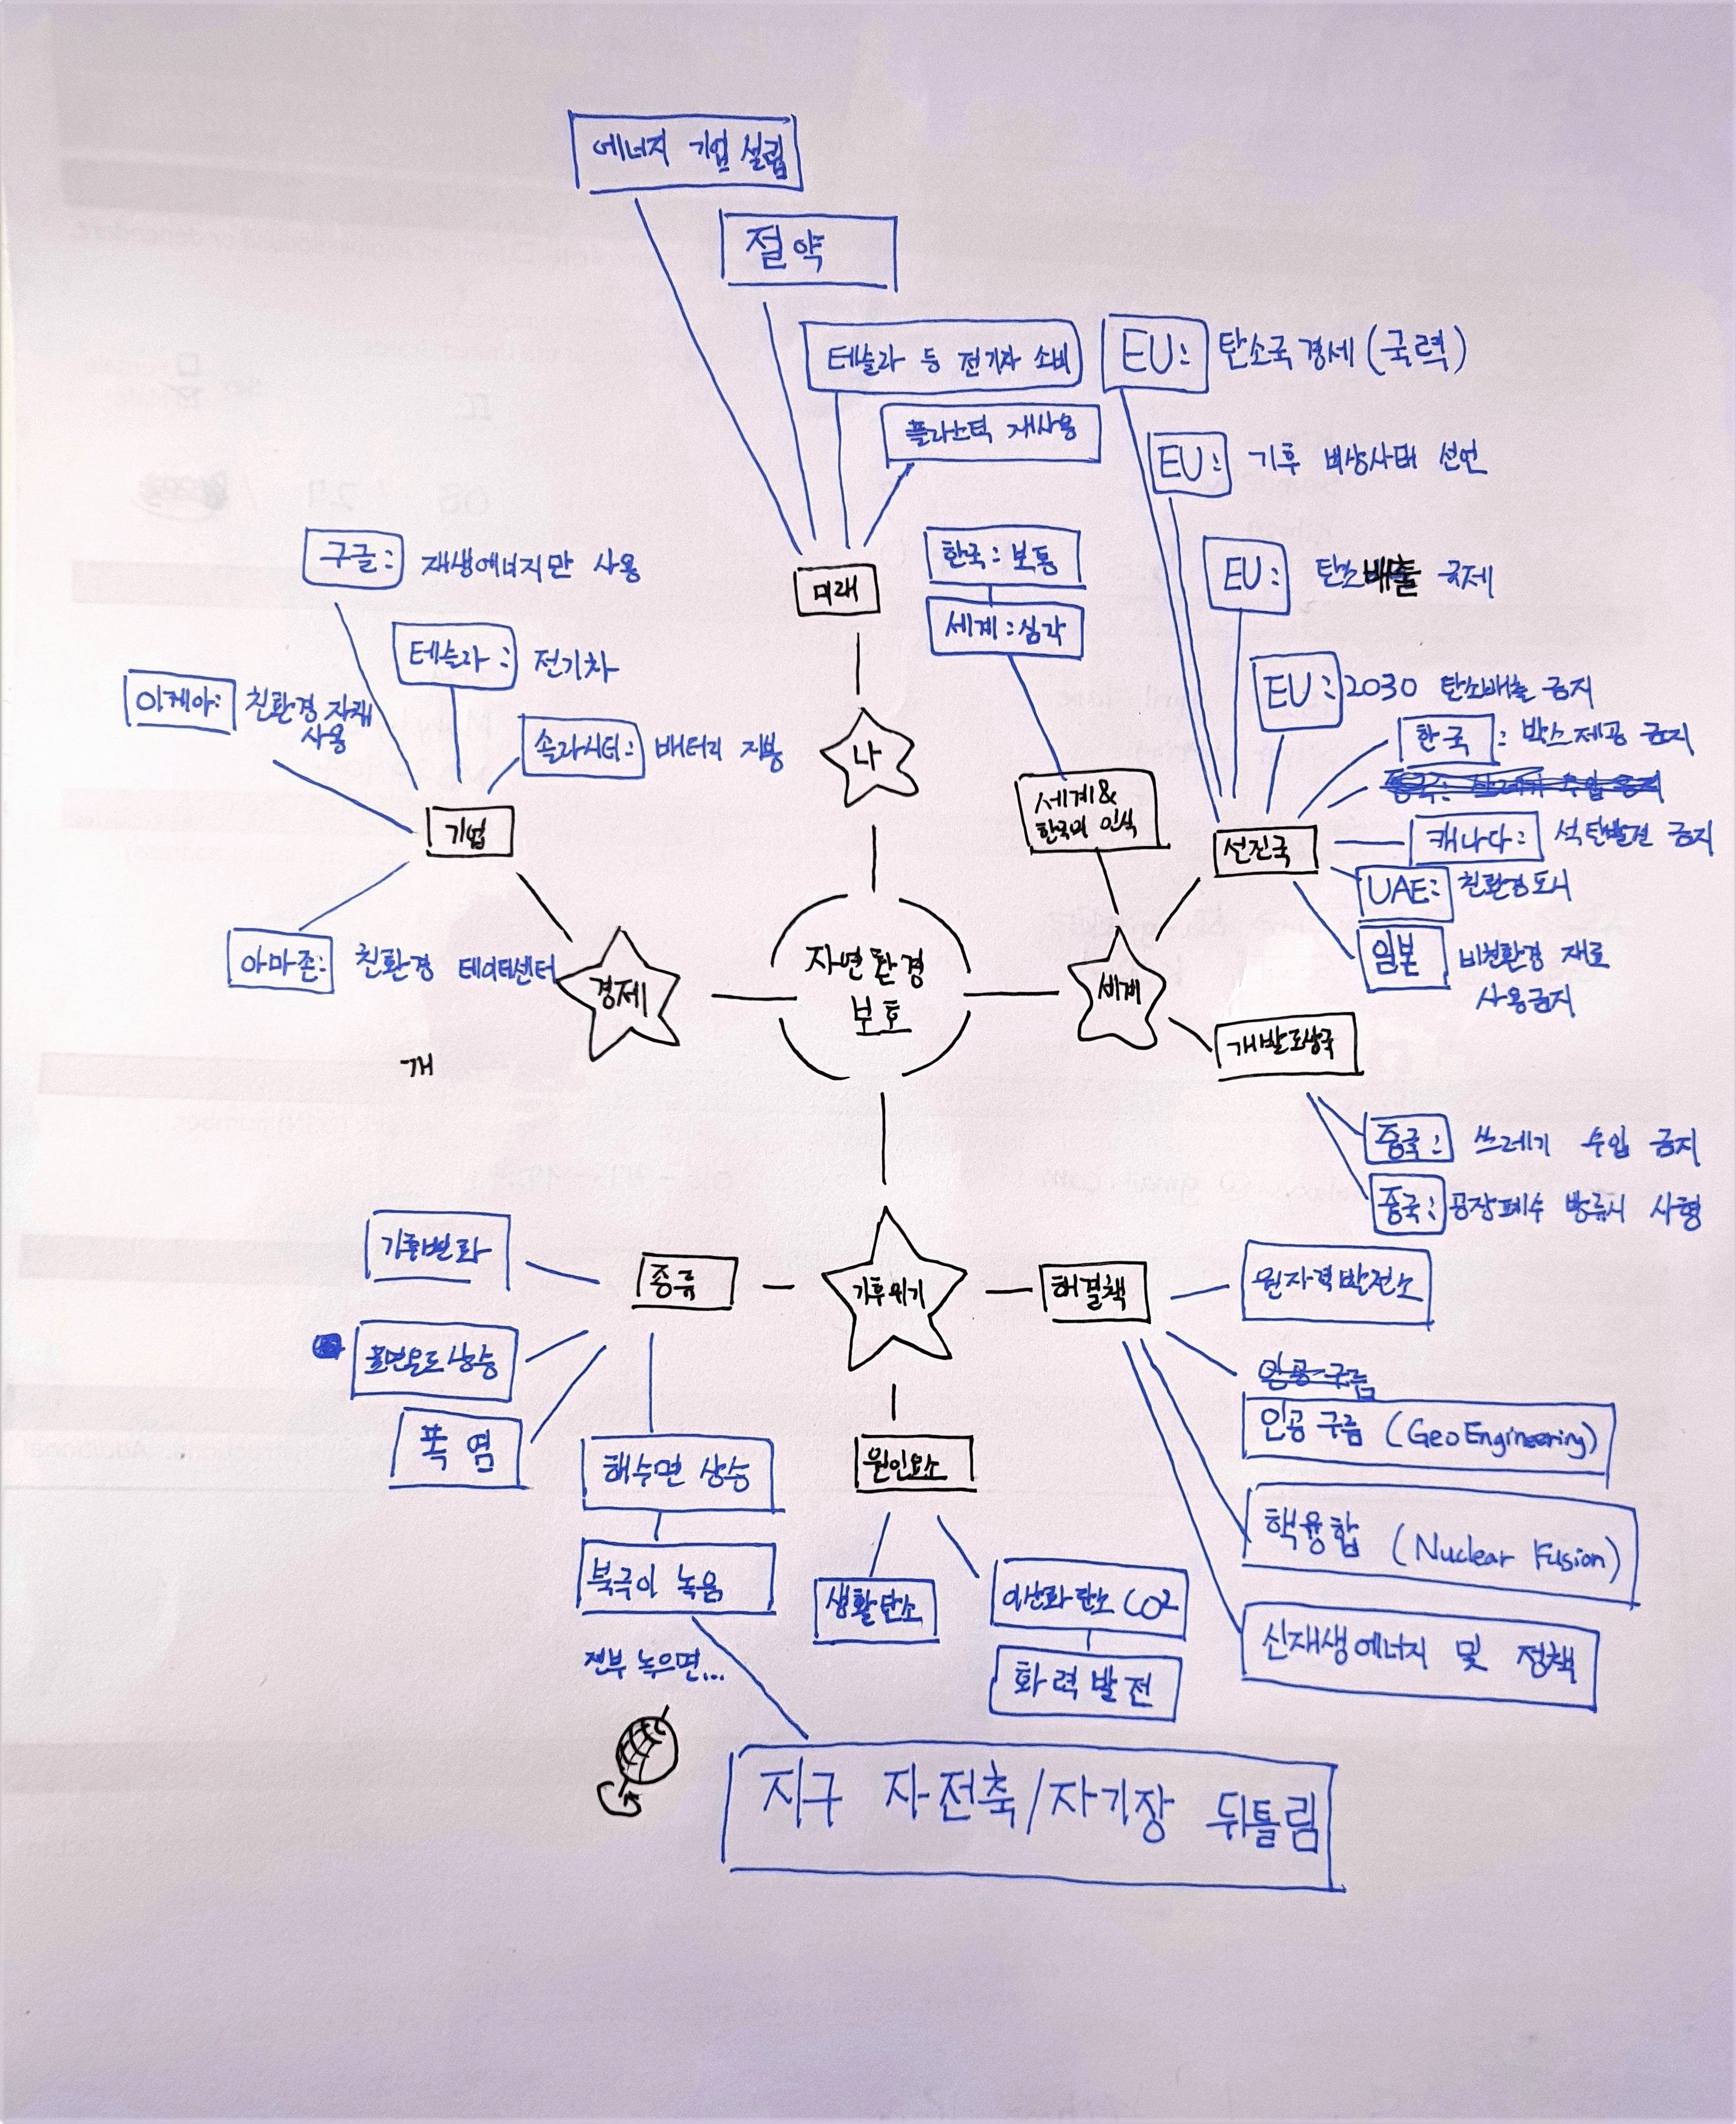 에너지 기업 설립
절약
테슬라 등 전기자 소비
플라스틱 재사용
미래
나
EU: 탄소국경세 (국력)
EU: 기후 비상사태 선언
EU: 탄소배출 국제
EU: 2030 탄소배출 금지
한국: 박스제공 금지
중국: 쓰레기 수입 금지
캐나다: 석탄발전 금지
UAE: 친환경도시
일본 비친환경 재료
사용금지
선진국
한국: 보통
세계: 심각
세계&
한국의 인식
세계
개발도상국
중국: 쓰레기 수입 금지
중국: 공장폐수 방류시 사형
구글: 재생에너지만 사용
테슬라: 전기차
이케아: 친환경 자재
사용
솔라시티: 배터리 지붕
기업
아마존: 친환경 데이터센터
경제
개
자연환경
보호
기후위기
종류
기후변화
표면온도상승
폭염
해수면 상승
북극이 녹음
전부 녹으면...
지구 자전축/자기장 뒤틀림
원인요소
생활탄소
이산화탄소 CO2
화력발전
해결책
원자력발전소
인공구름
인공 구름 (GeoEngineering)
핵융합 (Nuclear Fusion)
신재생에너지 및 정책